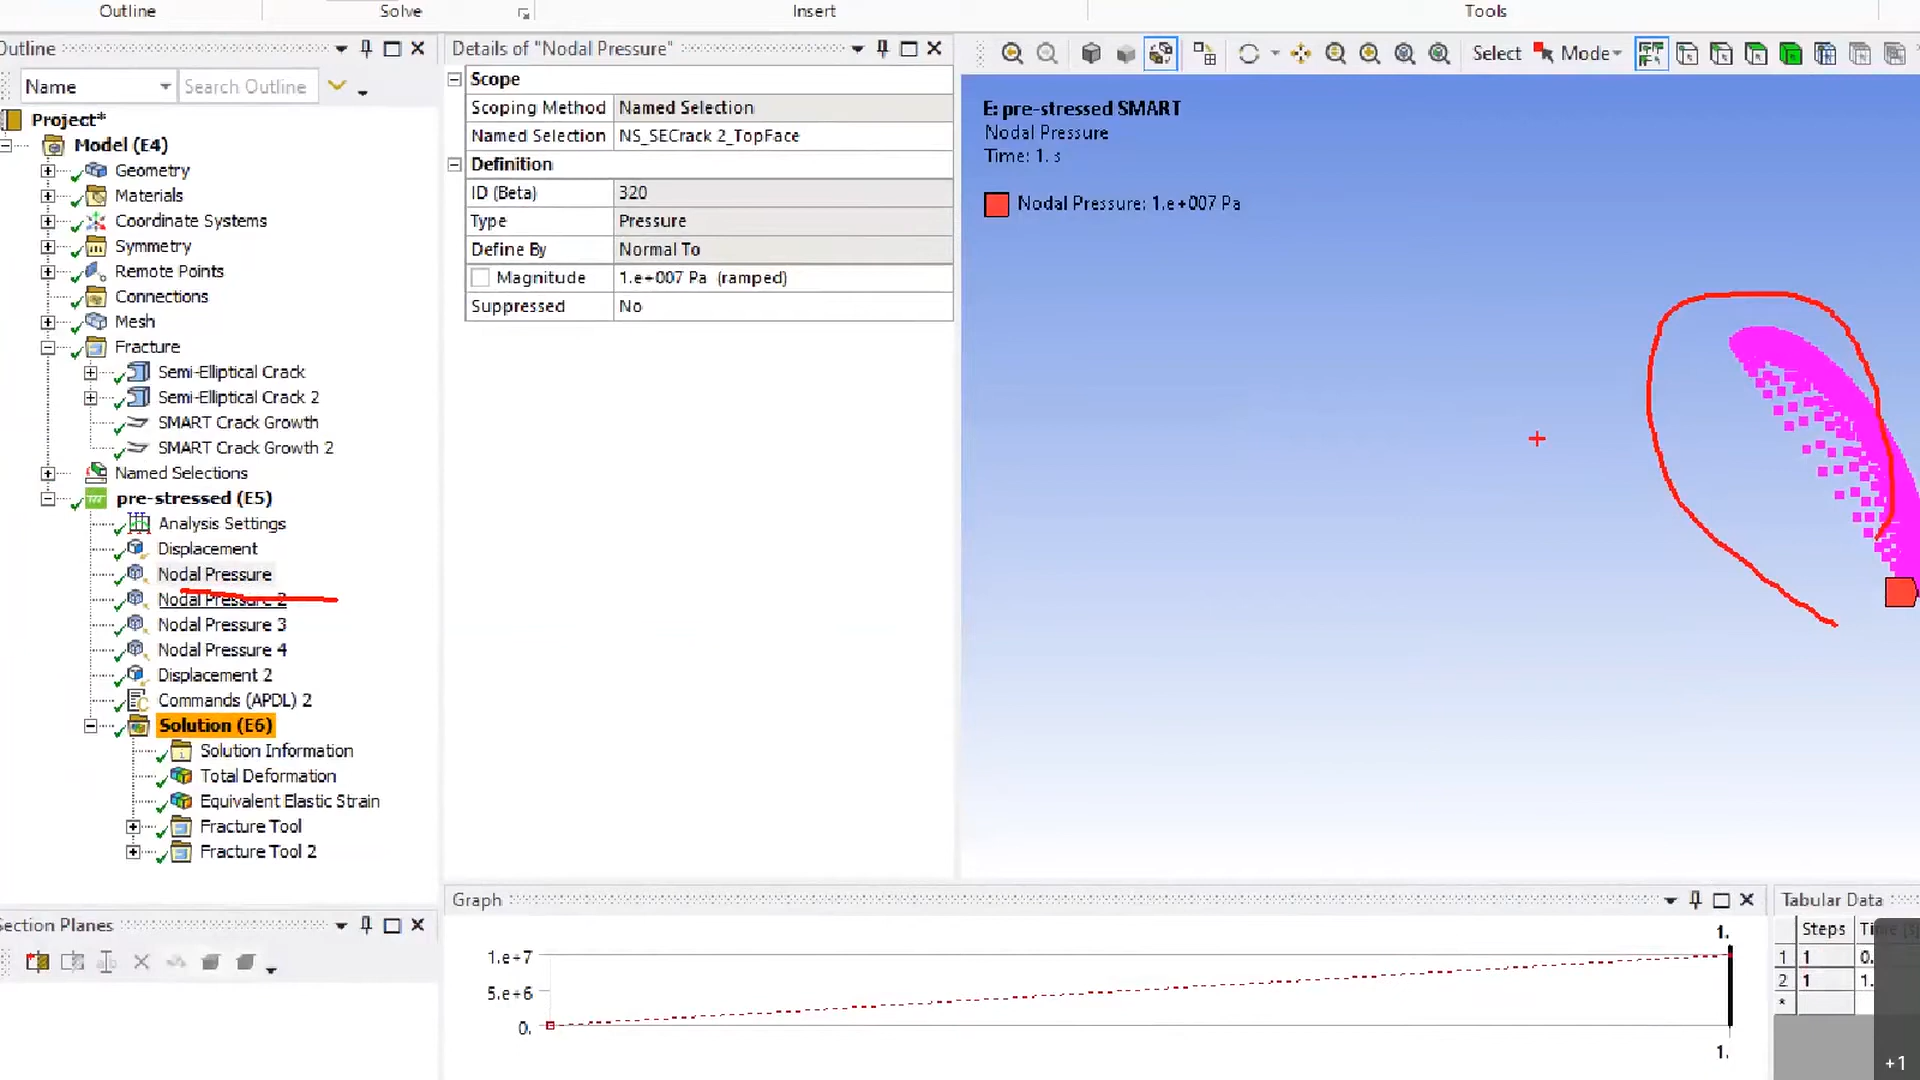 Outline
Solve
Insert
Tools
Outline
Name
Search Outline
Project*
Model (E4)
Geometry
Materials
Coordinate Systems
Symmetry
Remote Points
Connections
Mesh
Fracture
Semi-Elliptical Crack
Semi-Elliptical Crack 2
SMART Crack Growth
SMART Crack Growth 2
Named Selections
pre-stressed (E5)
Analysis Settings
Displacement
Nodal Pressure
Nodal Pressure 2
Nodal Pressure 3
Nodal Pressure 4
Displacement 2
Commands (APDL) 2
Solution (E6)
Solution Information
Total Deformation
Equivalent Elastic Strain
Fracture Tool
Fracture Tool 2
Section Planes
Details of "Nodal Pressure"
Scope
Scoping Method Named Selection
Named Selection NS_SECrack 2_TopFace
Definition
ID (Beta) 320
Type Pressure
Define By Normal To
Magnitude 1.e+007 Pa (ramped)
Suppressed No
Select
Mode
E: pre-stressed SMART
Nodal Pressure
Time: 1. s
Nodal Pressure: 1.e+007 Pa
Graph
1.
1.e+7
5.e+6
0.
1.
Tabular Data
Steps
1 1 0.
2 1 1.
*
+1